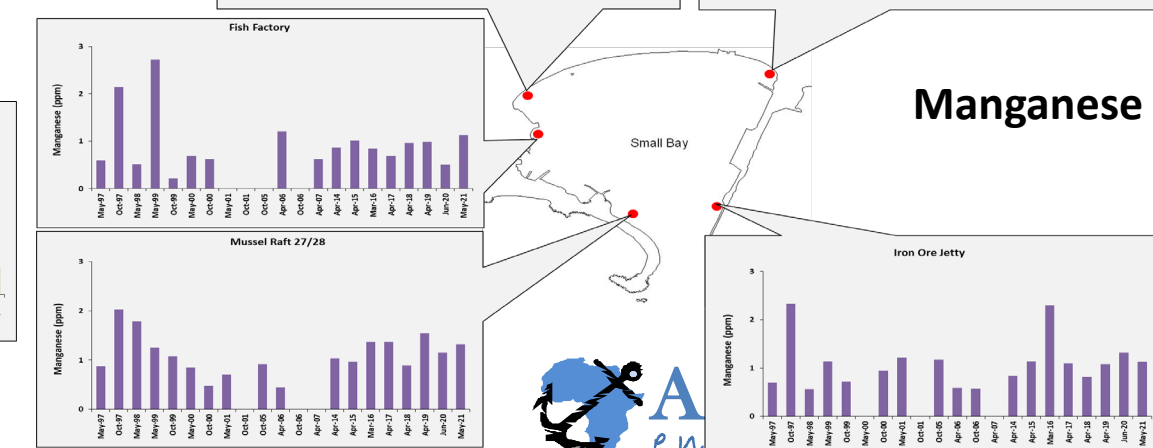 Fish Factory
Manganese (ppm)
3
2
1
0
May-97
Oct-97
May-98
May-99
Oct-99
May-00
Oct-00
May-01
Oct-01
Oct-05
Apr-06
Oct-06
Apr-07
Apr-14
Apr-15
Mar-16
Apr-17
Apr-18
Apr-19
Jun-20
May-21
Small Bay
Manganese
Mussel Raft 27/28
Manganese (ppm)
3
2
1
0
May-97
Oct-97
May-98
May-99
Oct-99
May-00
Oct-00
May-01
Oct-01
Oct-05
Apr-06
Oct-06
Apr-07
Apr-14
Apr-15
Mar-16
Apr-17
Apr-18
Apr-19
Jun-20
May-21
Iron Ore Jetty
Manganese (ppm)
3
2
1
0
May-97
Oct-97
May-98
May-99
Oct-99
May-00
Oct-00
May-01
Oct-01
Oct-05
Apr-06
Oct-06
Apr-07
Apr-14
Apr-15
Mar-16
Apr-17
Apr-18
Apr-19
Jun-20
May-21
A
en